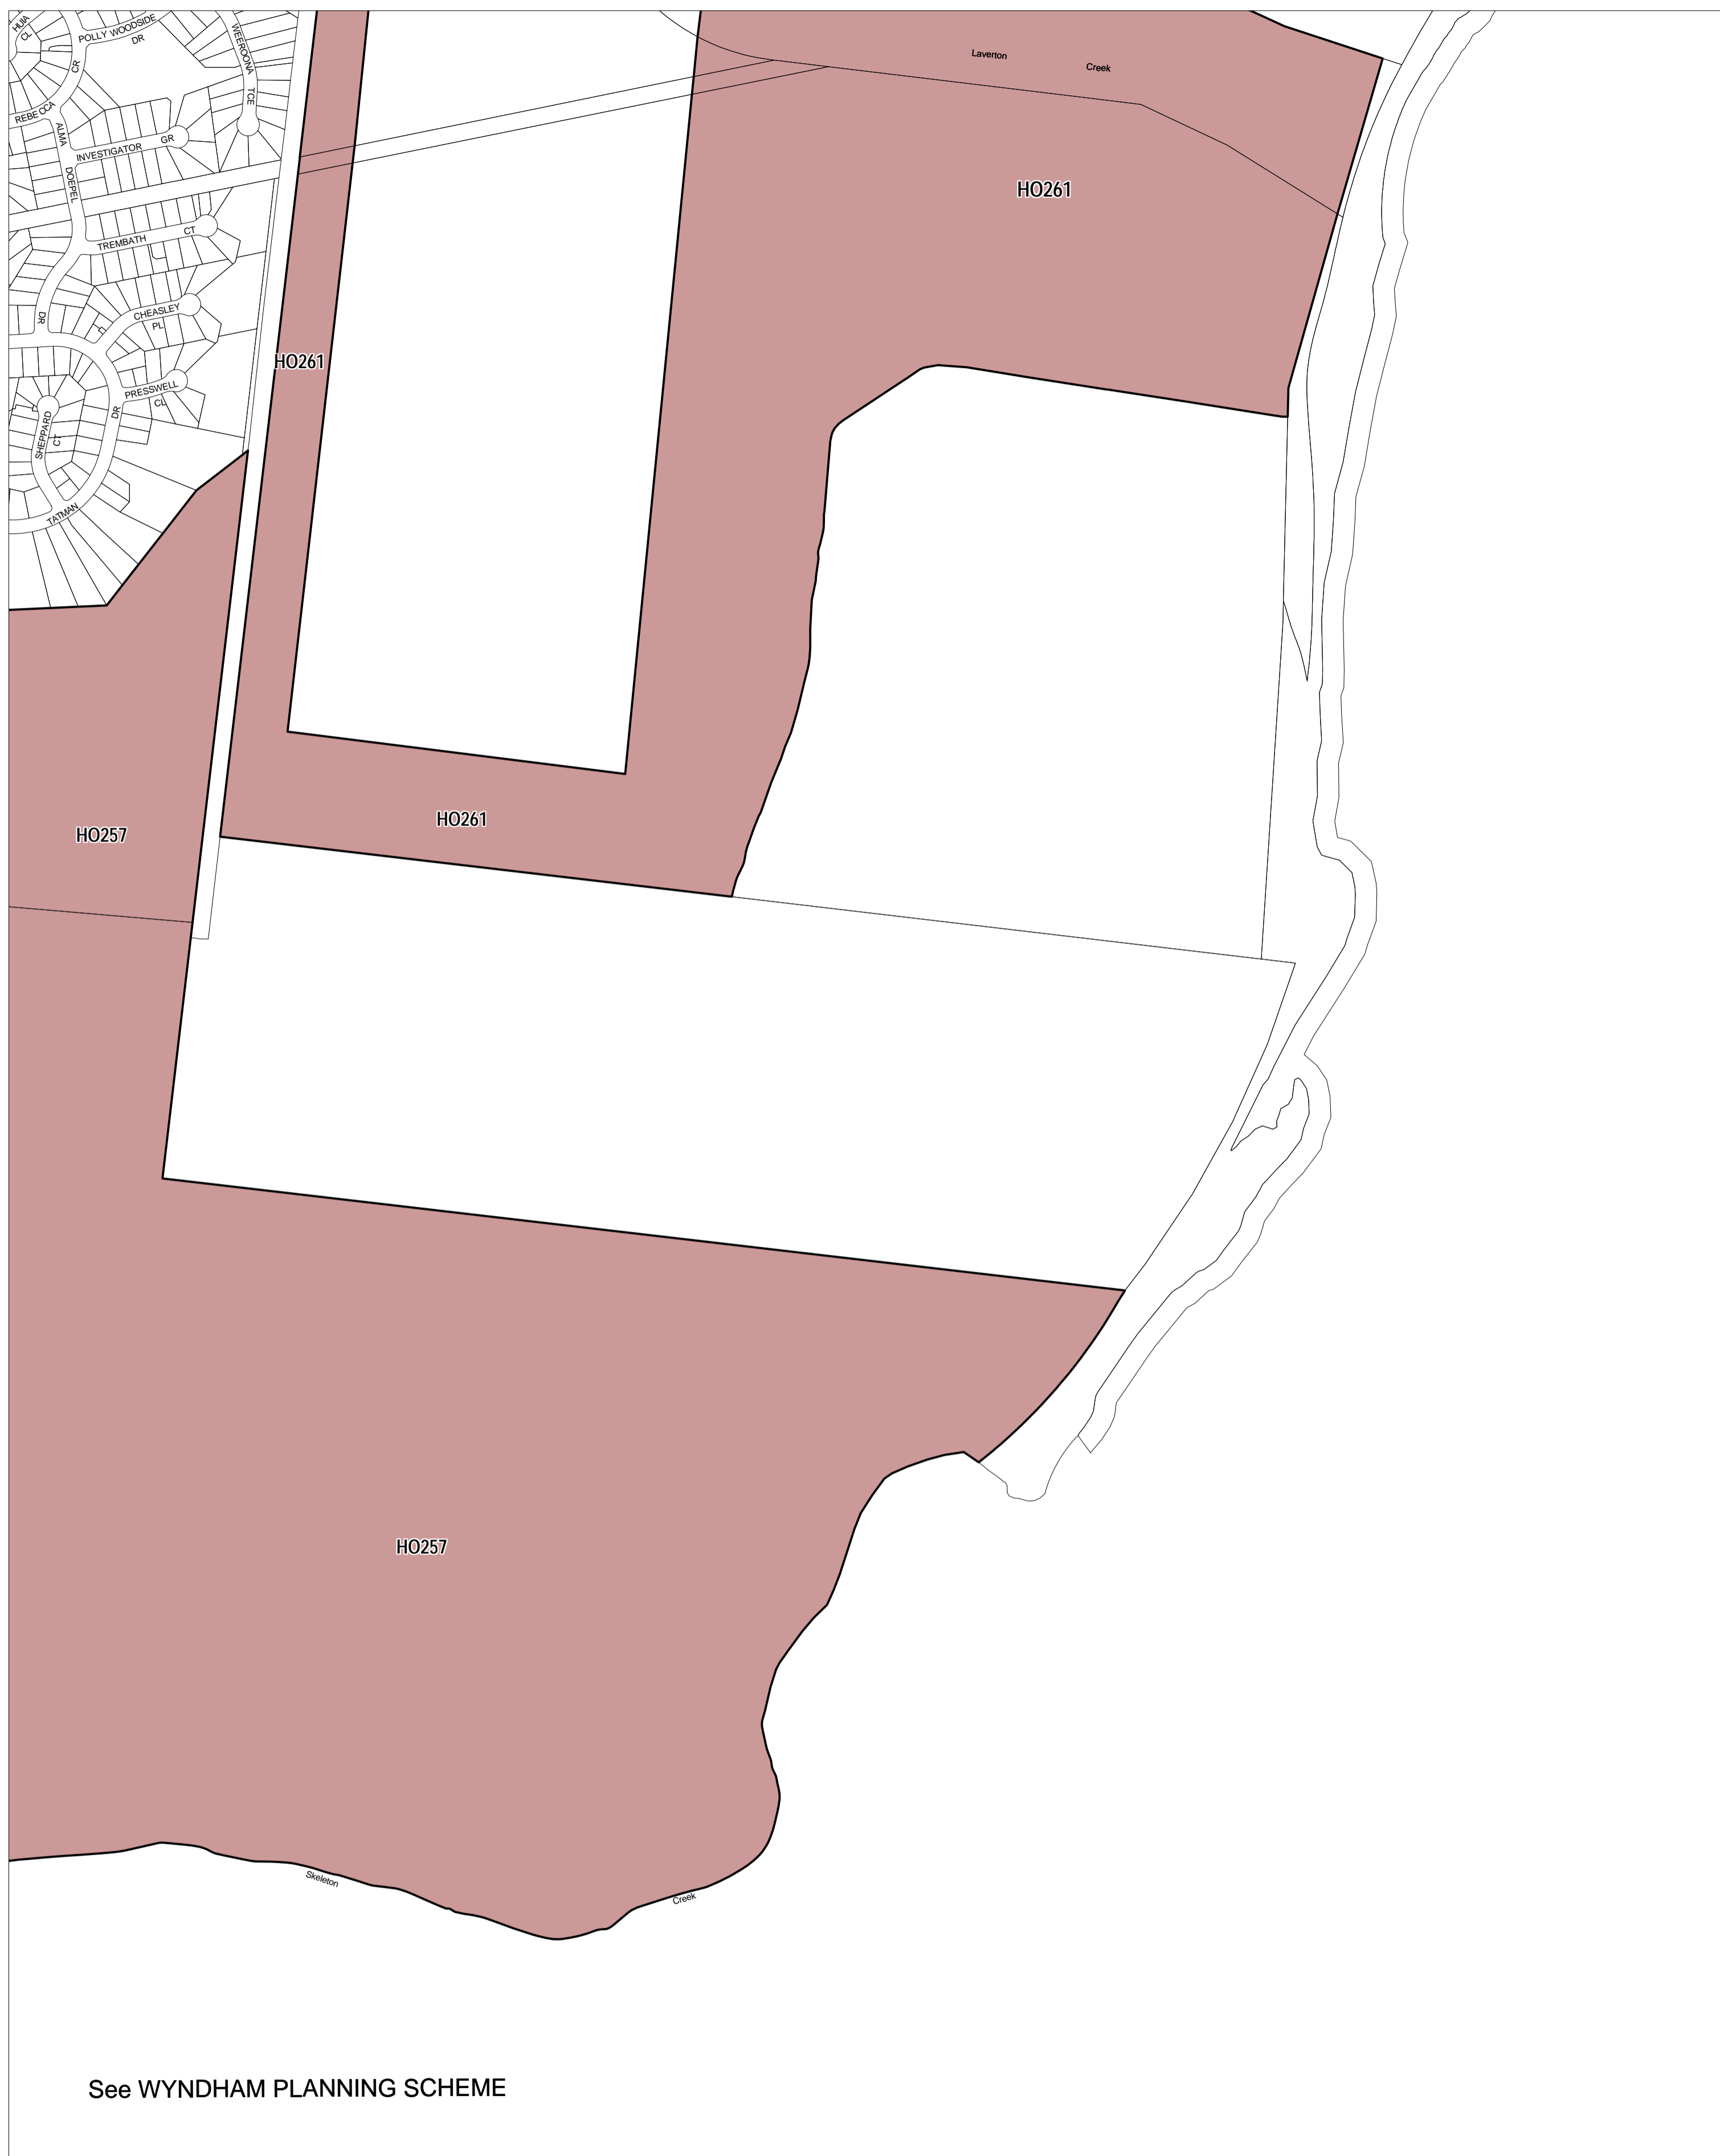 HUIA
CL
POLLY WOODSIDE
DR
WEEROONA
TCE
CR
REBECCA
ALMA
DOEPEL
DR
INVESTIGATOR GR
TREMBATH CT
CHEASLEY
PL
PRESSWELL
CL
DR
SHEPPARD
CT
TATMAN
Laverton Creek
HO261
HO261
HO261
HO257
HO257
Skeleton Creek
See WYNDHAM PLANNING SCHEME